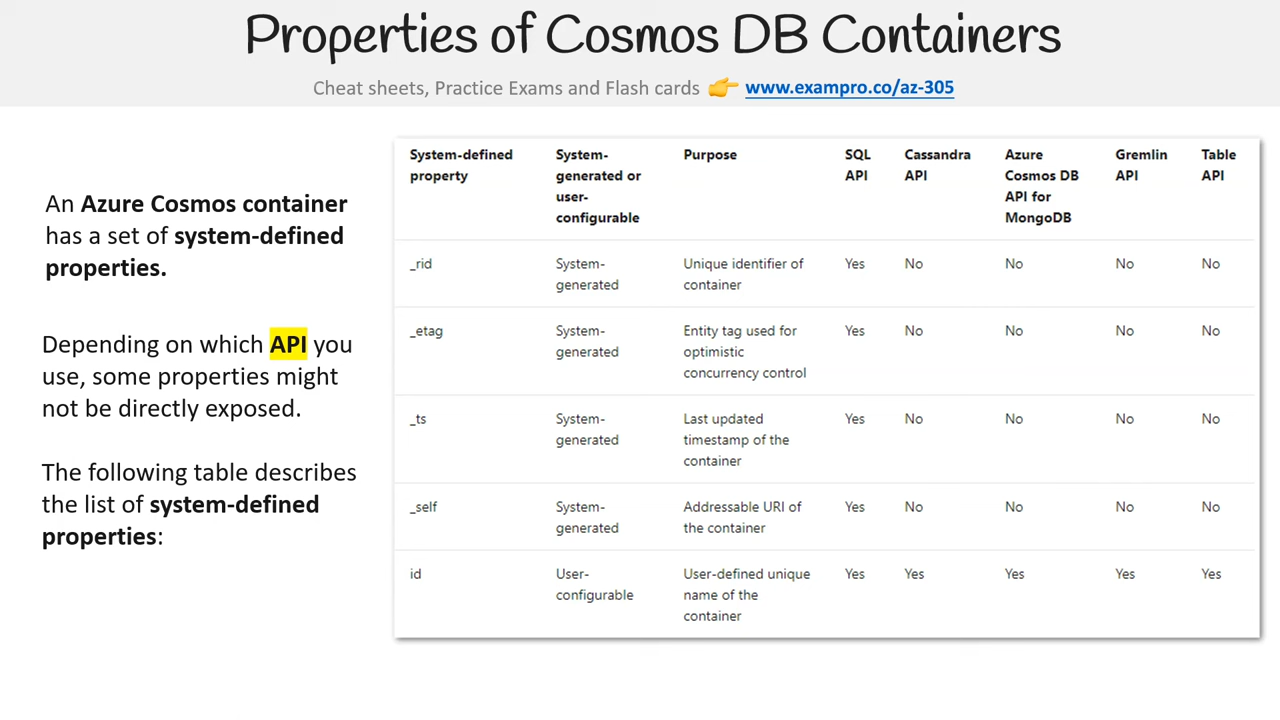 Properties of Cosmos DB Containers
Cheat sheets, Practice Exams and Flash cards 👉 www.exampro.co/az-305
An Azure Cosmos container
has a set of system-defined
properties.
Depending on which API you
use, some properties might
not be directly exposed.
The following table describes
the list of system-defined
properties:
System-defined System- Purpose SQL Cassandra Azure Gremlin Table
property generated or API API Cosmos DB API API
user- API for
configurable MongoDB
_rid System- Unique identifier of Yes No No No No
generated container
_etag System- Entity tag used for Yes No No No No
generated optimistic
concurrency control
_ts System- Last updated Yes No No No No
generated timestamp of the
container
_self System- Addressable URI of Yes No No No No
generated the container
id User- User-defined unique Yes Yes Yes Yes Yes
configurable name of the
container